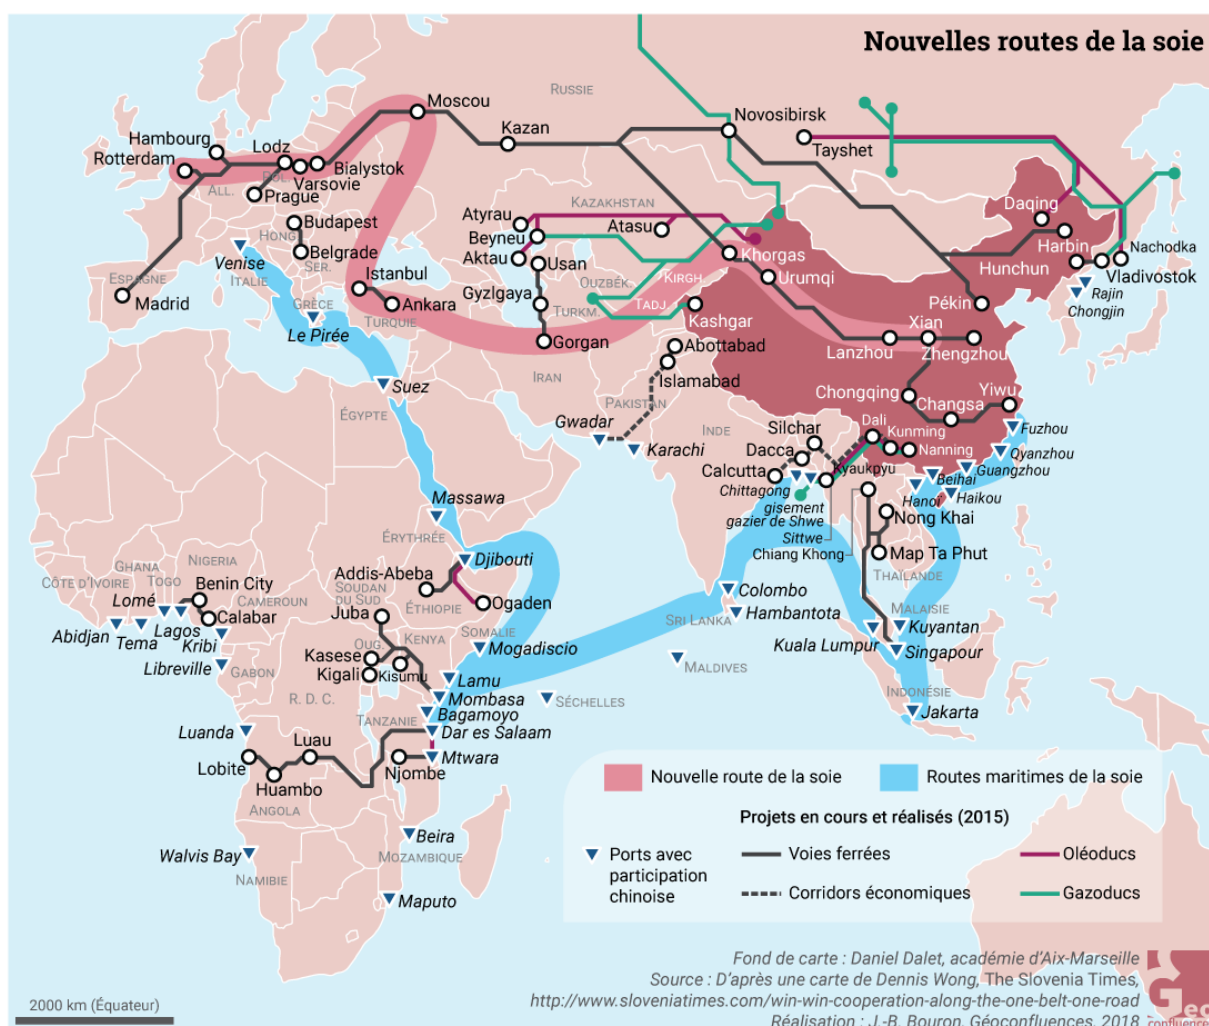 Nouvelles routes de la soie
RUSSIE
Moscou
Novosibirsk
Hambourg
Kazan
Lodz
Rotterdam
Tayshet
Bialystok
POL.
Varsovie
ALL.
Prague
KAZAKHSTAN
Daqing
Atyrau
Budapest
Atasu
Beyneu
HONG
Harbin
Nachodka
Belgrade
Aktau
Khorgas
Venise
Usan
Hunchun
SER.
Vladivostok
ESPAGNE
ITALIE
Istanbul
KIRGH.
Urumqi
OUZBÉK.
Rajin
Madrid
GRÈCE
Ankara
Gyzlgaya
TADJ.
Pékin
Chongjin
TURKM.
Kashgar
Xian
TURQUIE
Le Pirée
Gorgan
Abottabad
Lanzhou
Zhengzhou
IRAN
Islamabad
Suez
Chongqing
Yiwu
PAKISTAN
Changsa
ÉGYPTE
Gwadar
Dali
INDE
Silchar
Fuzhou
Kunming
Karachi
Dacca
Nanning
Qyanzhou
Calcutta
Kyaukpyu
Guangzhou
Beihai
Chittagong
Hanoï
Haikou
Massawa
gisement
gazier de Shwe
Nong Khai
Sittwe
ÉRYTHRÉE
Chiang Khong
Map Ta Phut
Djibouti
NIGERIA
GHANA
THAÏLANDE
CÔTE D'IVOIRE
TOGO
Benin City
Addis-Abeba
SOUDAN
DU SUD
Colombo
Lomé
CAMEROUN
ÉTHIOPIE
Ogaden
MALAISIE
Calabar
Juba
Hambantota
SRI LANKA
Kuyantan
Abidjan
Tema
Lagos
Kribi
SOMALIE
OUG.
KENYA
Mogadiscio
Kuala Lumpur
Singapour
Kasese
Libreville
GABON
MALDIVES
Kigali
Kisumu
Lamu
R. D. C.
Mombasa
SÉCHELLES
INDONÉSIE
Bagamoyo
Jakarta
TANZANIE
Luanda
Dar es Salaam
Luau
Mtwara
Lobite
Njombe
Huambo
ANGOLA
Nouvelle route de la soie
Routes maritimes de la soie
Projets en cours et réalisés (2015)
Ports avec
participation
chinoise
Voies ferrées
Oléoducs
Corridors économiques
Gazoducs
Beira
Walvis Bay
MOZAMBIQUE
NAMIBIE
Maputo
Fond de carte : Daniel Dalet, académie d'Aix-Marseille
Source : D'après une carte de Dennis Wong, The Slovenia Times,
http://www.sloveniatimes.com/win-win-cooperation-along-the-one-belt-one-road
Réalisation : J.-B. Bouron, Géoconfluences, 2018
2000 km (Équateur)
Geo
confluences